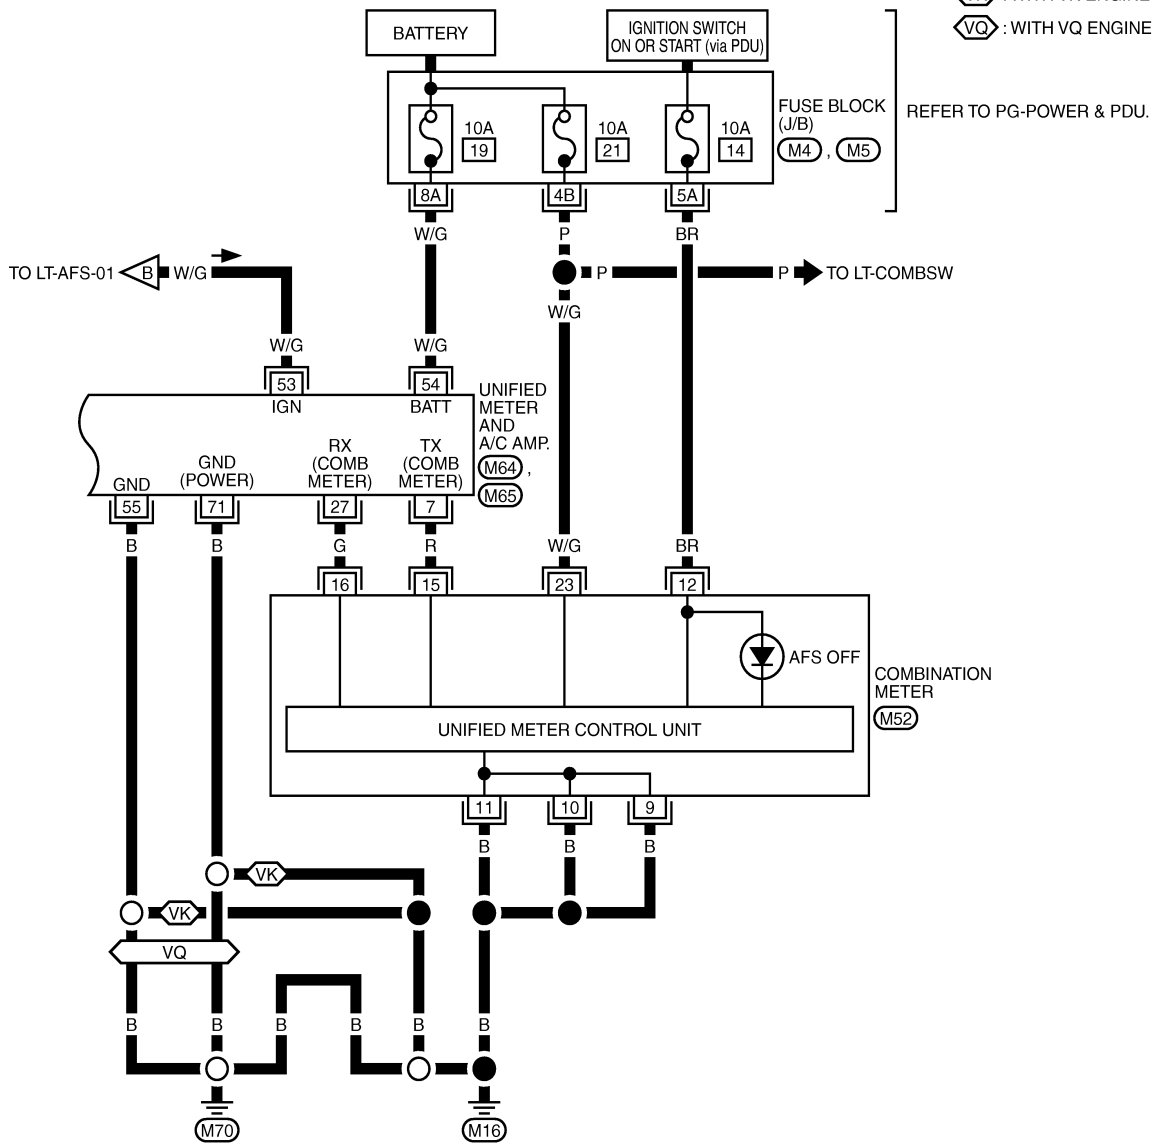 VQ : WITH VQ ENGINE
BATTERY
IGNITION SWITCH
ON OR START (via PDU)
FUSE BLOCK
(J/B)
M4 , M5
REFER TO PG-POWER & PDU.
10A
19
10A
21
10A
14
8A
4B
5A
W/G
P
BR
TO LT-AFS-01
B
W/G
P
P
TO LT-COMBSW
W/G
W/G
W/G
53
54
IGN
BATT
UNIFIED
METER
AND
A/C AMP.
M64 ,
M65
GND
GND
(POWER)
RX
(COMB
METER)
TX
(COMB
METER)
55
71
27
7
B
B
G
R
W/G
BR
16
15
23
12
AFS OFF
COMBINATION
METER
M52
UNIFIED METER CONTROL UNIT
11
10
9
B
B
B
VK
VK
VQ
B
B
B
B
B
B
M70
M16